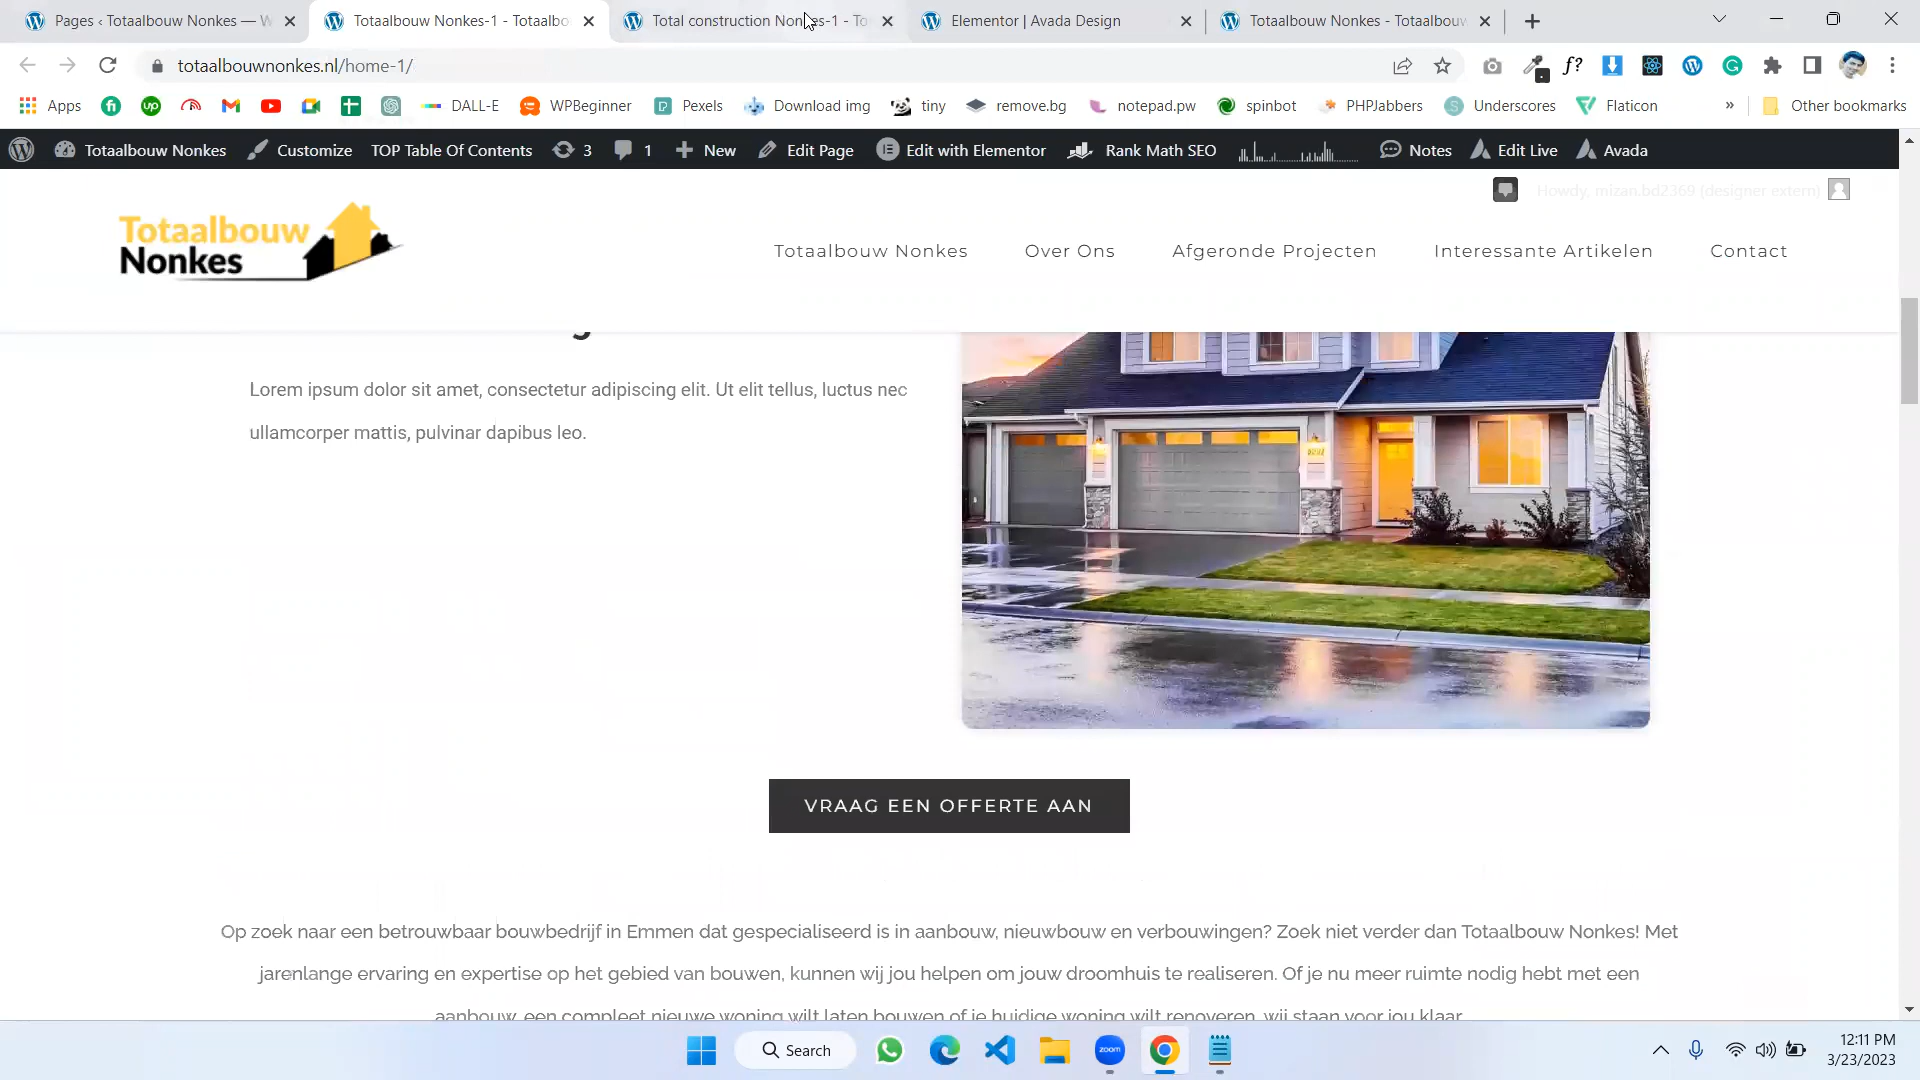 Pages ‹ Totaalbouw Nonkes — W
Totaalbouw Nonkes-1 - Totaalbo
Total construction Nonkes-1 - To
Elementor | Avada Design
Totaalbouw Nonkes - Totaalbouw
totaalbouwnonkes.nl/home-1/
Apps
DALL-E
WPBeginner
Pexels
Download img
tiny
remove.bg
notepad.pw
spinbot
PHPJabbers
Underscores
Flaticon
»
Other bookmarks
Totaalbouw Nonkes
Customize
TOP Table Of Contents
3
1
New
Edit Page
Edit with Elementor
Rank Math SEO
Notes
Edit Live
Avada
Howdy, mizan.bd2369 (designer extern)
Totaalbouw
Nonkes
Totaalbouw Nonkes
Over Ons
Afgeronde Projecten
Interessante Artikelen
Contact
Lorem ipsum dolor sit amet, consectetur adipiscing elit. Ut elit tellus, luctus nec
ullamcorper mattis, pulvinar dapibus leo.
VRAAG EEN OFFERTE AAN
Op zoek naar een betrouwbaar bouwbedrijf in Emmen dat gespecialiseerd is in aanbouw, nieuwbouw en verbouwingen? Zoek niet verder dan Totaalbouw Nonkes! Met
jarenlange ervaring en expertise op het gebied van bouwen, kunnen wij jou helpen om jouw droomhuis te realiseren. Of je nu meer ruimte nodig hebt met een
aanbouw, een compleet nieuwe woning wilt laten bouwen of je huidige woning wilt renoveren, wij staan voor jou klaar.
Search
zoom
12:11 PM
3/23/2023